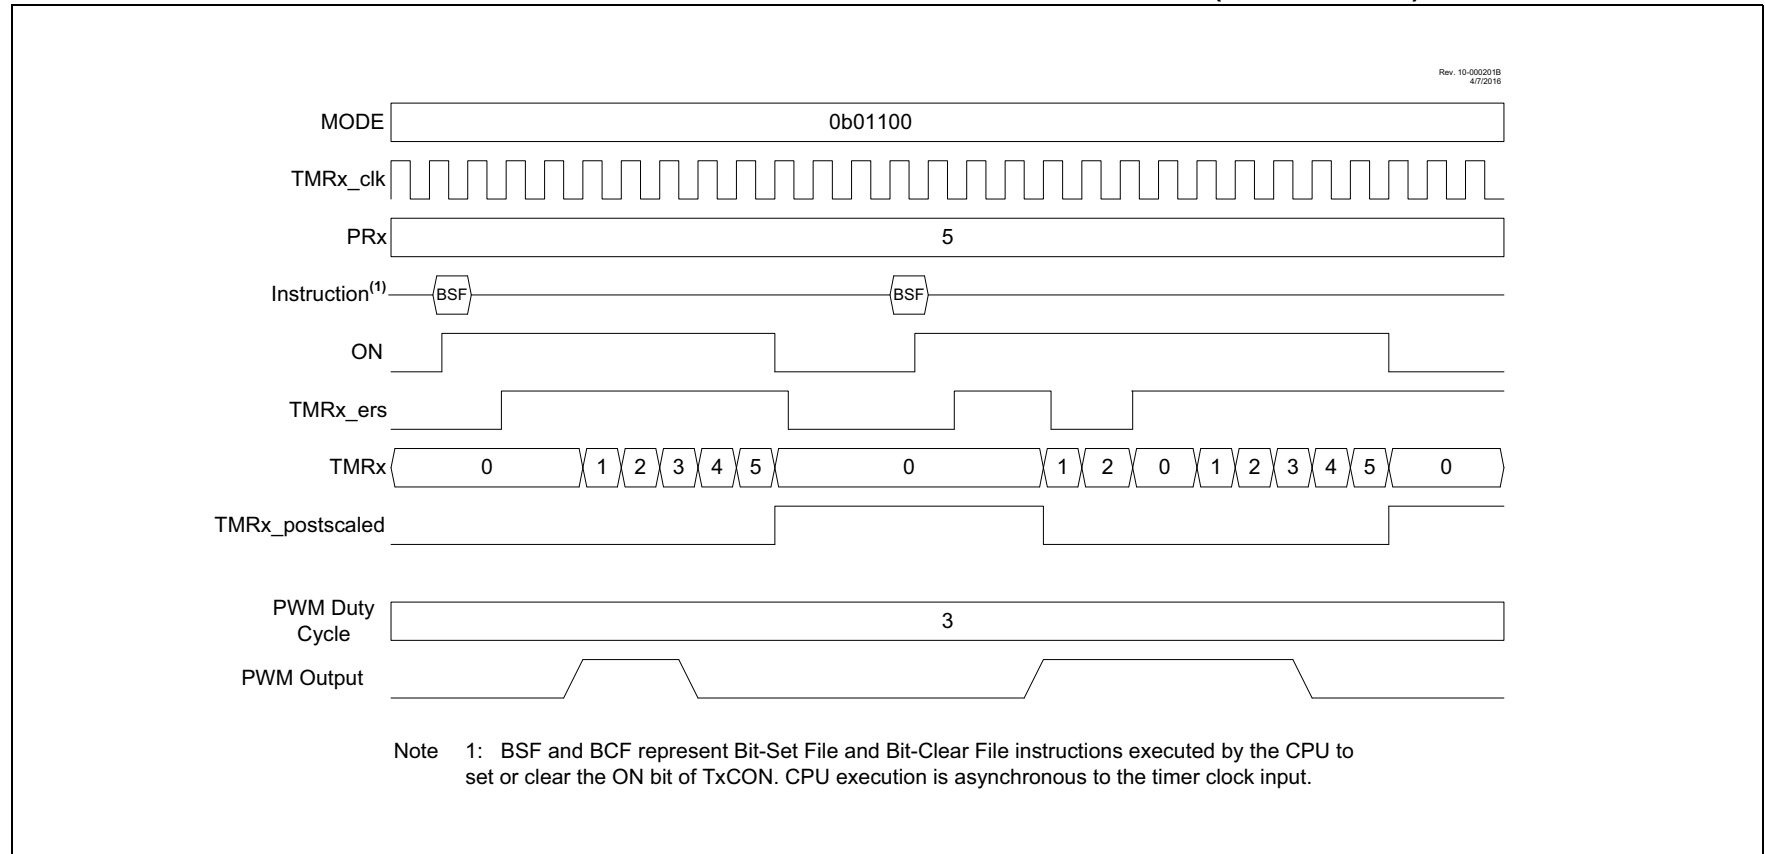 Rev. 10-000201B
4/7/2016
MODE 0b01100
TMRx_clk
PRx 5
Instruction(1) BSF BSF
ON
TMRx_ers
TMRx 0 1 2 3 4 5 0 1 2 0 1 2 3 4 5 0
TMRx_postscaled
PWM Duty
Cycle 3
PWM Output
Note 1: BSF and BCF represent Bit-Set File and Bit-Clear File instructions executed by the CPU to
set or clear the ON bit of TxCON. CPU execution is asynchronous to the timer clock input.